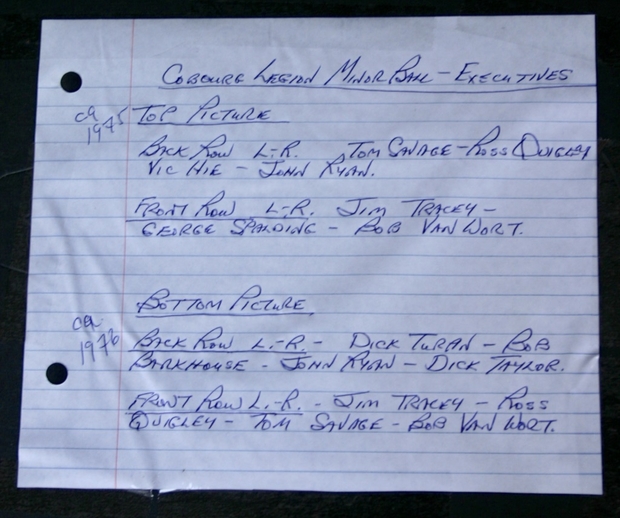 COBOURG LEGION MINOR BALL - EXECUTIVES
ca 1975
TOP PICTURE
BACK ROW L.-R. TOM SAVAGE - ROSS QUIGLEY
VIC HIE - JOHN RYAN.
FRONT ROW L-R. JIM TRACEY -
GEORGE SPALDING - BOB VAN WORT.
BOTTOM PICTURE
ca 1976
BACK ROW L.-R. - DICK TURAN - BOB
BARKHOUSE - JOHN RYAN - DICK TAYLOR.
FRONT ROW L.-R. - JIM TRACEY - ROSS
QUIGLEY - TOM SAVAGE - BOB VAN WORT.